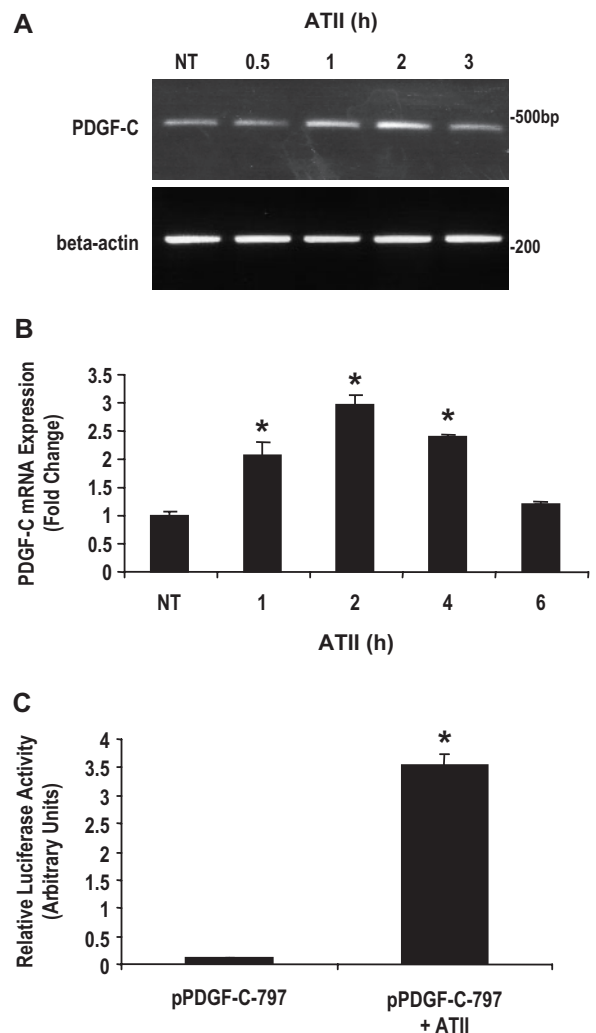 A
ATII (h)
NT 0.5 1 2 3
PDGF-C
-500bp
beta-actin
-200
B
PDGF-C mRNA Expression
(Fold Change)
3.5
3
2.5
2
1.5
1
0.5
0
*
*
*
NT 1 2 4 6
ATII (h)
C
Relative Luciferase Activity
(Arbitrary Units)
4
3.5
3
2.5
2
1.5
1
0.5
0
*
pPDGF-C-797
pPDGF-C-797
+ ATII